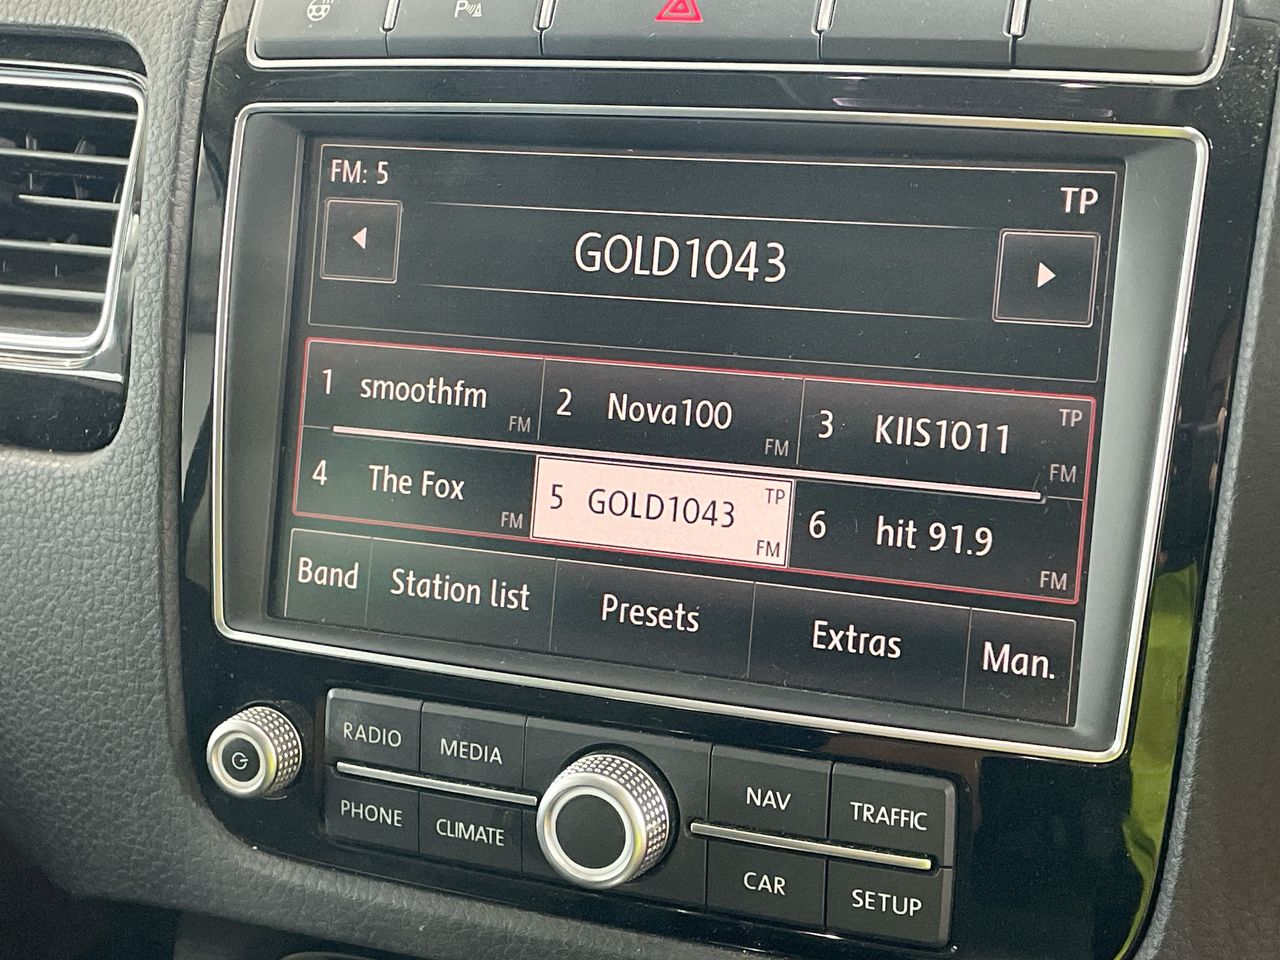 P
FM: 5
TP
GOLD1043
1 smoothfm FM
2 Nova100 FM
3 KIIS1011 TP FM
4 The Fox FM
5 GOLD1043 TP FM
6 hit 91.9 FM
Band Station list Presets Extras Man.
RADIO MEDIA NAV TRAFFIC
PHONE CLIMATE CAR SETUP